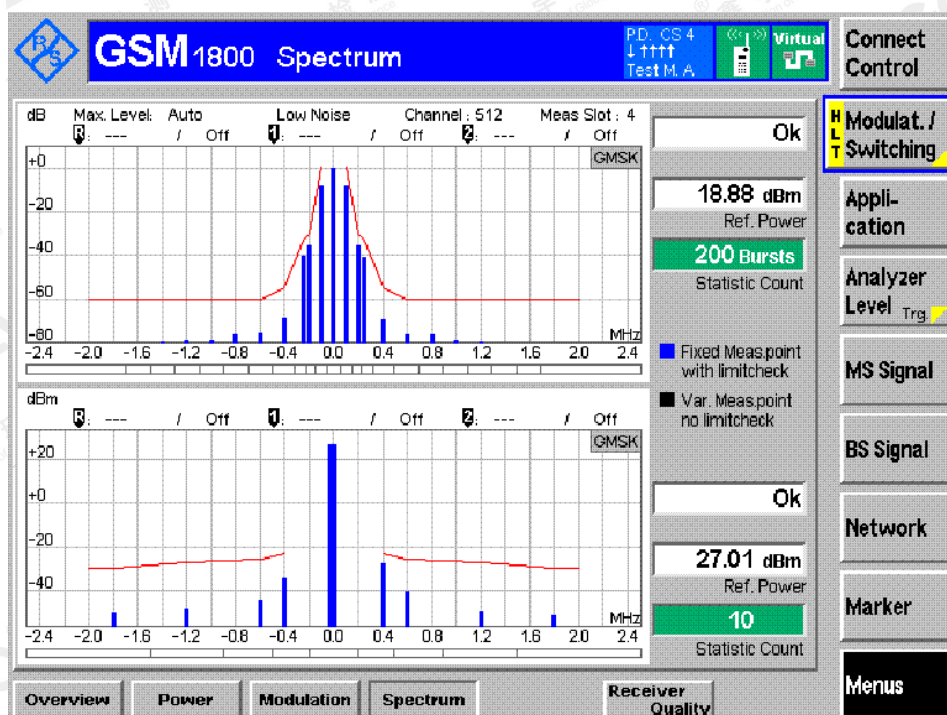 R/S
GSM 1800 Spectrum
PD. CS 4
↓↑↑↑↑
Test M. A
Virtual
Connect
Control
dB Max. Level: Auto Low Noise Channel : 512 Meas Slot : 4
R: --- / Off 1: --- / Off 2: --- / Off
GMSK
+0
-20
-40
-60
-80
MHz
-2.4 -2.0 -1.6 -1.2 -0.8 -0.4 0.0 0.4 0.8 1.2 1.6 2.0 2.4
Ok
18.88 dBm
Ref. Power
200 Bursts
Statistic Count
Fixed Meas.point
with limitcheck
Var. Meas.point
no limitcheck
dBm
R: --- / Off 1: --- / Off 2: --- / Off
GMSK
+20
+0
-20
-40
MHz
-2.4 -2.0 -1.6 -1.2 -0.8 -0.4 0.0 0.4 0.8 1.2 1.6 2.0 2.4
Ok
27.01 dBm
Ref. Power
10
Statistic Count
HLT
Modulat. /
Switching
Appli-
cation
Analyzer
Level Trg.
MS Signal
BS Signal
Network
Marker
Menus
Overview Power Modulation Spectrum Receiver
Quality